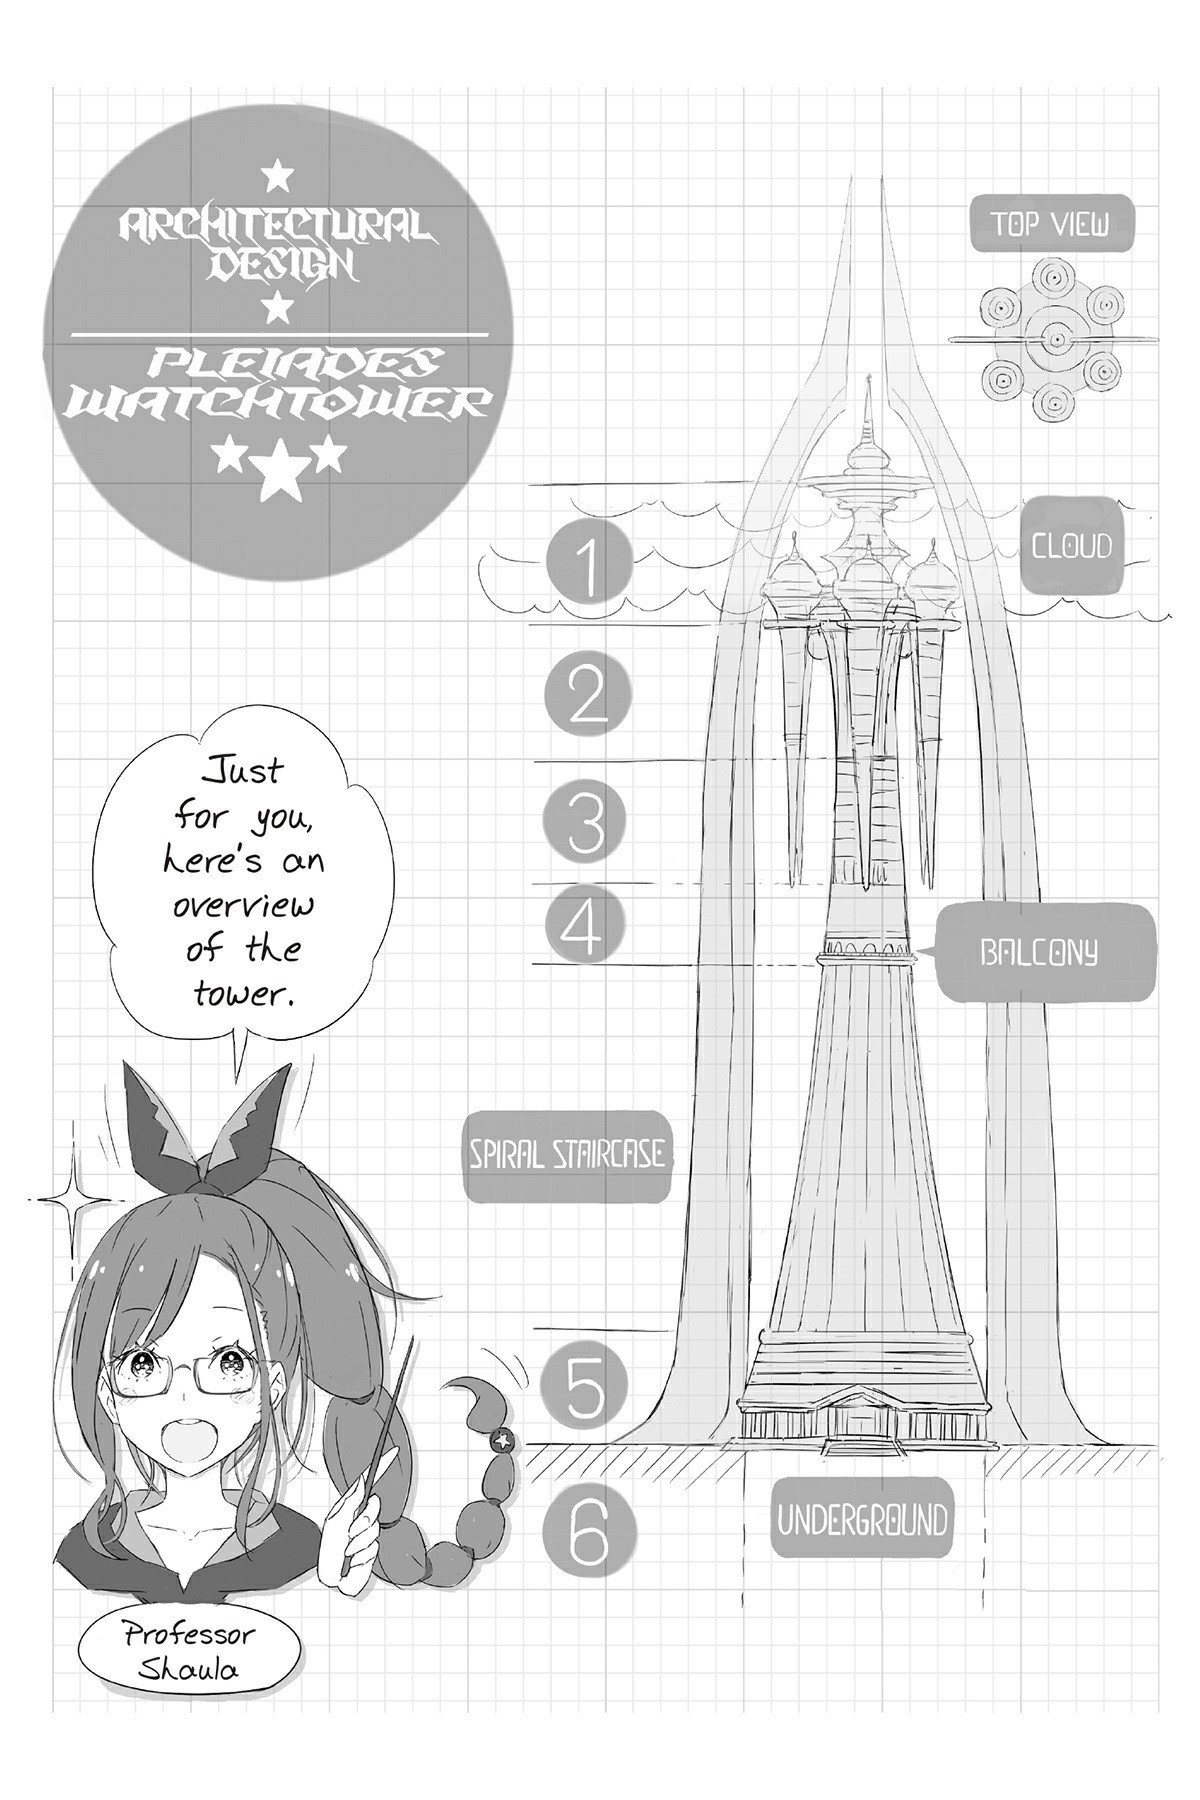 ARCHITECTURAL
DESIGN
PLEIADES
WATCHTOWER
TOP VIEW
CLOUD
1
2
3
4
BALCONY
Just
for you,
here's an
overview
of the
tower.
SPIRAL STAIRCASE
5
6
UNDERGROUND
Professor
Shaula